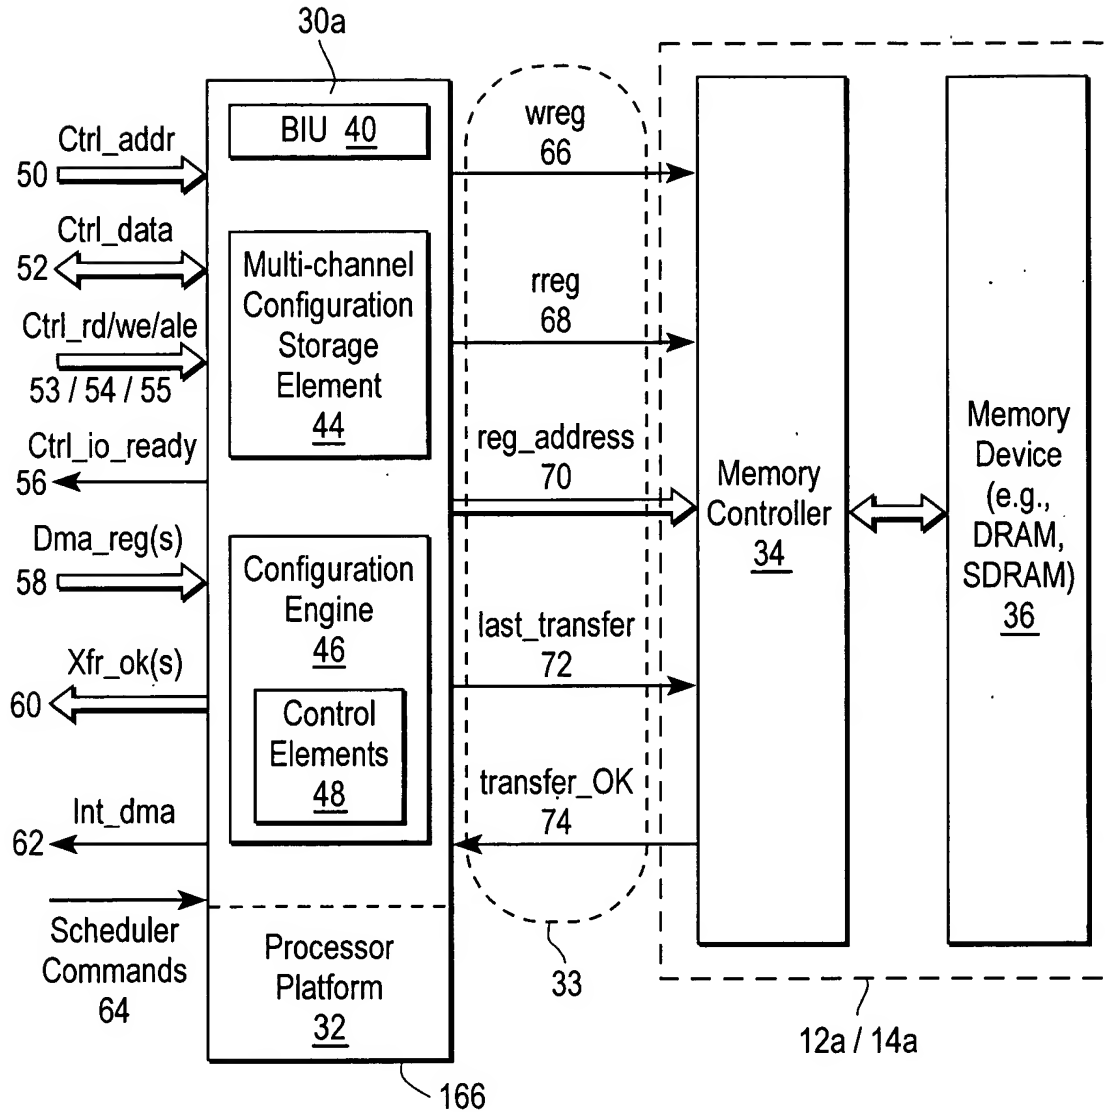 30a
BIU 40
Ctrl_addr
50
Ctrl_data
52
Ctrl_rd/we/ale
53 / 54 / 55
Ctrl_io_ready
56
Dma_reg(s)
58
Xfr_ok(s)
60
Int_dma
62
Scheduler
Commands
64
Multi-channel
Configuration
Storage
Element
44
Configuration
Engine
46
Control
Elements
48
Processor
Platform
32
166
wreg
66
rreg
68
reg_address
70
last_transfer
72
transfer_OK
74
33
Memory
Controller
34
Memory
Device
(e.g.,
DRAM,
SDRAM)
36
12a / 14a